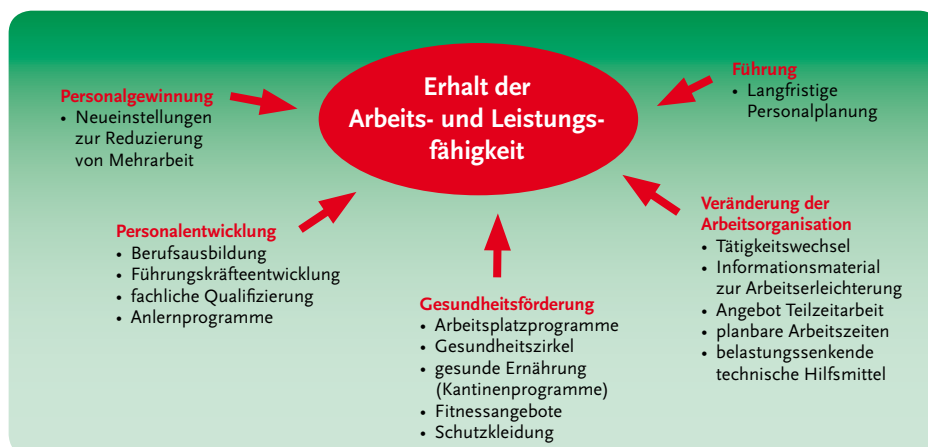 Erhalt der
Arbeits- und Leistungs-
fähigkeit
Personalgewinnung
• Neueinstellungen
zur Reduzierung
von Mehrarbeit
Führung
• Langfristige
Personalplanung
Personalentwicklung
• Berufsausbildung
• Führungskräfteentwicklung
• fachliche Qualifizierung
• Anlernprogramme
Gesundheitsförderung
• Arbeitsplatzprogramme
• Gesundheitszirkel
• gesunde Ernährung
(Kantinenprogramme)
• Fitnessangebote
• Schutzkleidung
Veränderung der
Arbeitsorganisation
• Tätigkeitswechsel
• Informationsmaterial
zur Arbeitserleichterung
• Angebot Teilzeitarbeit
• planbare Arbeitszeiten
• belastungssenkende
technische Hilfsmittel